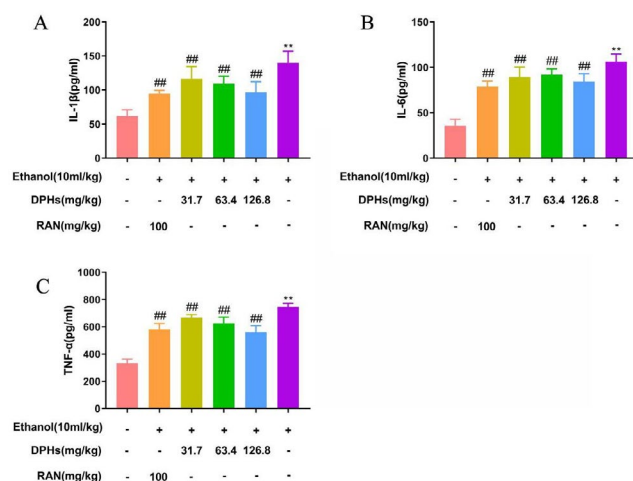 A
IL-1β(pg/ml)
200
150
100
50
0
## ## ## ## **
Ethanol(10ml/kg) - + + + + +
DPHs(mg/kg) - - 31.7 63.4 126.8 -
RAN(mg/kg) - 100 - - - -
B
IL-6(pg/ml)
150
100
50
0
## ## ## ## **
Ethanol(10ml/kg) - + + + + +
DPHs(mg/kg) - - 31.7 63.4 126.8 -
RAN(mg/kg) - 100 - - - -
C
TNF-α(pg/ml)
1000
800
600
400
200
0
## ## ## ## **
Ethanol(10ml/kg) - + + + + +
DPHs(mg/kg) - - 31.7 63.4 126.8 -
RAN(mg/kg) - 100 - - - -